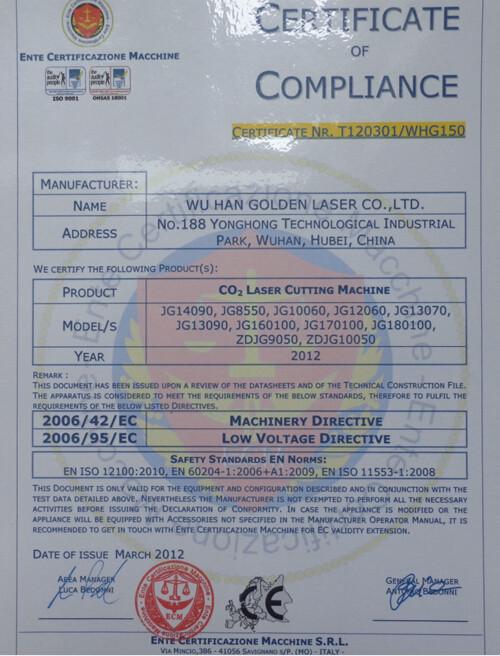 CERTIFICATE
OF
COMPLIANCE
ENTE CERTIFICAZIONE MACCHINE
ISO 9001
OHSAS 18001
CERTIFICATE NR. T120301/WHG150
MANUFACTURER:
NAME
WU HAN GOLDEN LASER CO.,LTD.
ADDRESS
NO.188 YONGHONG TECHNOLOGICAL INDUSTRIAL
PARK, WUHAN, HUBEI, CHINA
WE CERTIFY THE FOLLOWING PRODUCT(S):
PRODUCT
CO2 LASER CUTTING MACHINE
MODEL/S
JG14090, JG8550, JG10060, JG12060, JG13070,
JG13090, JG160100, JG170100, JG180100,
ZDJG9050, ZDJG10050
YEAR
2012
REMARK :
THIS DOCUMENT HAS BEEN ISSUED UPON A REVIEW OF THE DATASHEETS AND OF THE TECHNICAL CONSTRUCTION FILE.
THE APPARATUS IS CONSIDERED TO MEET THE REQUIREMENTS OF THE BELOW STANDARDS, THEREFORE TO FULFIL THE
REQUIREMENTS OF THE BELOW LISTED DIRECTIVES.
2006/42/EC MACHINERY DIRECTIVE
2006/95/EC LOW VOLTAGE DIRECTIVE
SAFETY STANDARDS EN NORMS:
EN ISO 12100:2010, EN 60204-1:2006+A1:2009, EN ISO 11553-1:2008
THIS DOCUMENT IS ONLY VALID FOR THE EQUIPMENT AND CONFIGURATION DESCRIBED AND IN CONJUNCTION WITH THE
TEST DATA DETAILED ABOVE. NEVERTHELESS THE MANUFACTURER IS NOT EXEMPTED TO PERFORM ALL THE NECESSARY
ACTIVITIES BEFORE ISSUING THE DECLARATION OF CONFORMITY. IN CASE THE APPLIANCE IS MODIFIED OR THE
APPLIANCE WILL BE EQUIPPED WITH ACCESSORIES NOT SPECIFIED IN THE MANUFACTURER OPERATOR MANUAL, IT IS
RECOMMENDED TO GET IN TOUCH WITH ENTE CERTIFICAZIONE MACCHINE FOR EC VALIDITY EXTENSION.
DATE OF ISSUE MARCH 2012
AREA MANAGER
LUCA BEDONNI
ECM
CE
GENERAL MANAGER
ANTONIO BEDONNI
ENTE CERTIFICAZIONE MACCHINE S.R.L.
VIA MINCIO,386 - 41056 SAVIGNANO S/P. (MO) - ITALY -